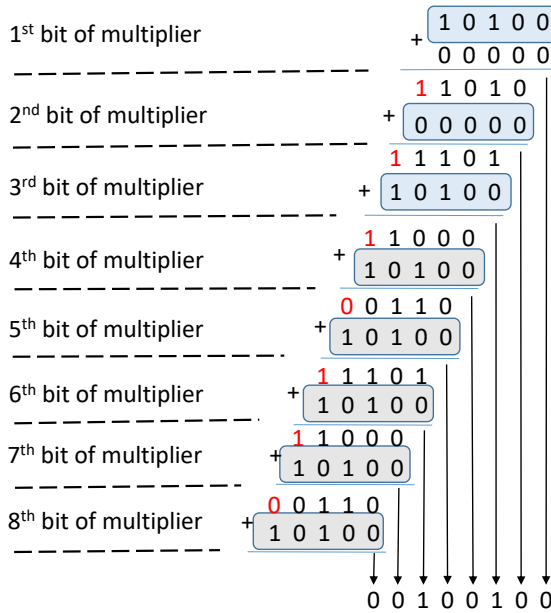 1st bit of multiplier
1 0 1 0 0
+
0 0 0 0 0
2nd bit of multiplier
1 1 0 1 0
+
0 0 0 0 0
3rd bit of multiplier
1 1 1 0 1
+
1 0 1 0 0
4th bit of multiplier
1 1 0 0 0
+
1 0 1 0 0
5th bit of multiplier
0 0 1 1 0
+
1 0 1 0 0
6th bit of multiplier
1 1 1 0 1
+
1 0 1 0 0
7th bit of multiplier
1 1 0 0 0
+
1 0 1 0 0
8th bit of multiplier
0 0 1 1 0
+
1 0 1 0 0
0 0 1 0 0 1 0 0